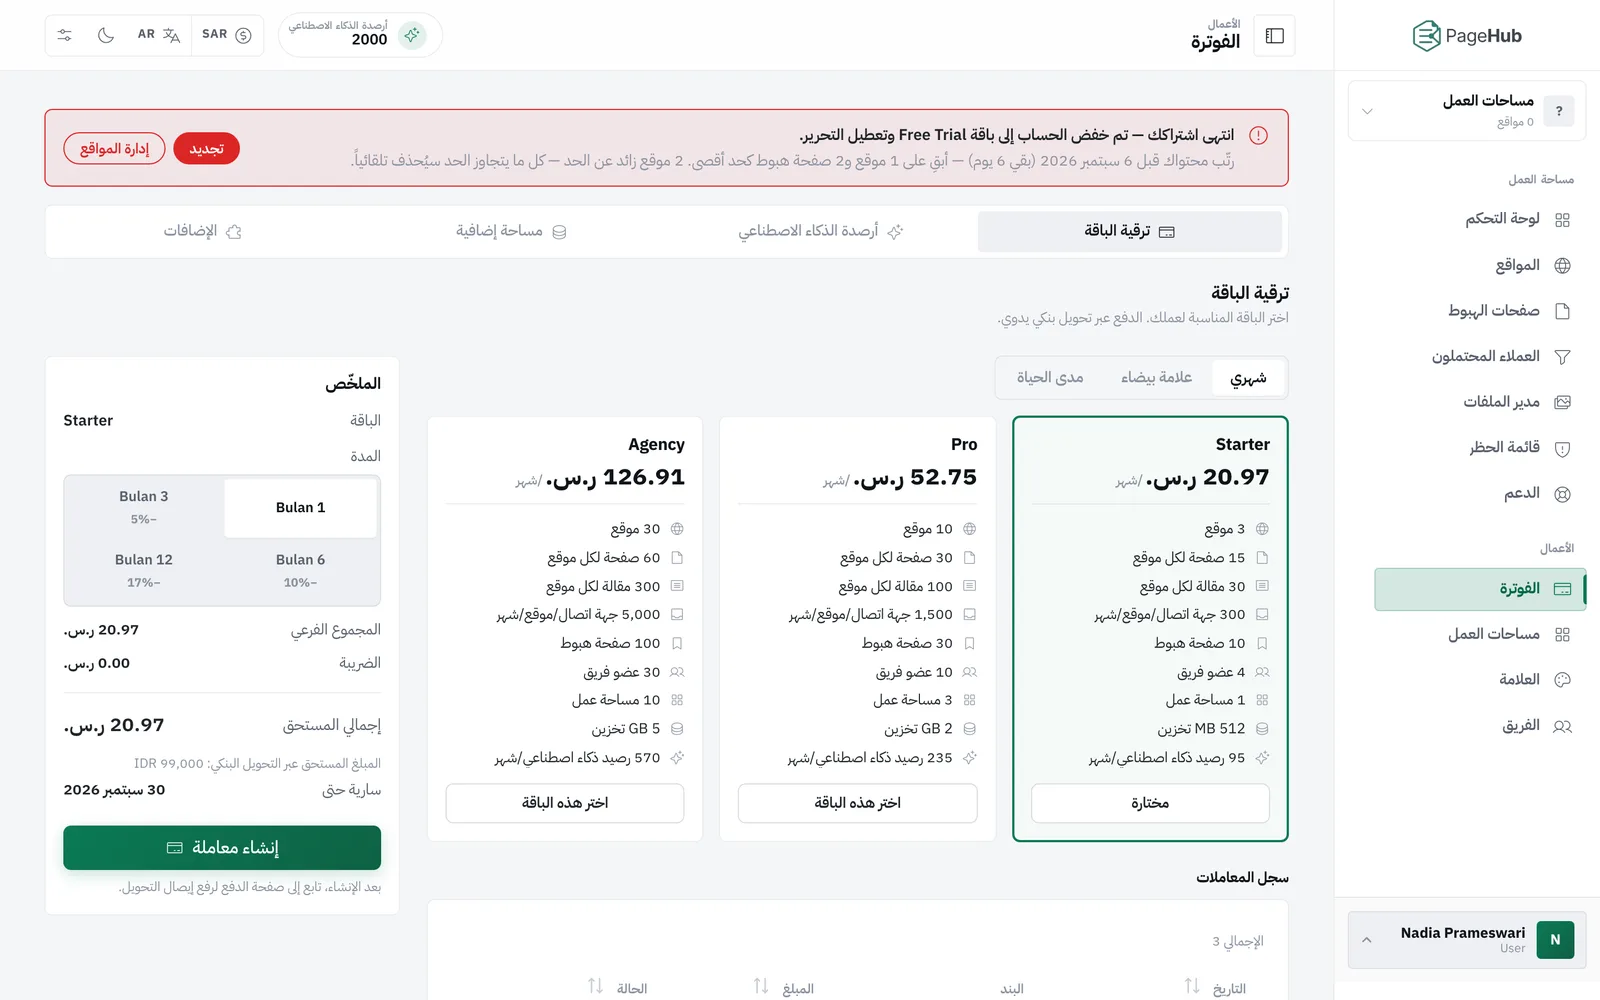 PageHub
مساحات العمل
0 مواقع
?
مساحة العمل
لوحة التحكم
المواقع
صفحات الهبوط
العملاء المحتملون
مدير الملفات
قائمة الحظر
الدعم
الأعمال
الفوترة
مساحات العمل
العلامة
الفريق
Nadia Prameswari
User
N
الأعمال
الفوترة
أرصدة الذكاء الاصطناعي
2000
SAR
AR
انتهى اشتراكك — تم خفض الحساب إلى باقة Free Trial وتعطيل التحرير.
رتّب محتواك قبل 6 سبتمبر 2026 (بقي 6 يوم) — أبقِ على 1 موقع و2 صفحة هبوط كحد أقصى. 2 موقع زائد عن الحد — كل ما يتجاوز الحد سيُحذف تلقائياً.
تجديد
إدارة المواقع
ترقية الباقة
أرصدة الذكاء الاصطناعي
مساحة إضافية
الإضافات
ترقية الباقة
اختر الباقة المناسبة لعملك. الدفع عبر تحويل بنكي يدوي.
شهري
علامة بيضاء
مدى الحياة
Starter
20.97 ر.س. /شهر
3 موقع
15 صفحة لكل موقع
30 مقالة لكل موقع
300 جهة اتصال/موقع/شهر
10 صفحة هبوط
4 عضو فريق
1 مساحة عمل
512 MB تخزين
95 رصيد ذكاء اصطناعي/شهر
مختارة
Pro
52.75 ر.س. /شهر
10 موقع
30 صفحة لكل موقع
100 مقالة لكل موقع
1,500 جهة اتصال/موقع/شهر
30 صفحة هبوط
10 عضو فريق
3 مساحة عمل
2 GB تخزين
235 رصيد ذكاء اصطناعي/شهر
اختر هذه الباقة
Agency
126.91 ر.س. /شهر
30 موقع
60 صفحة لكل موقع
300 مقالة لكل موقع
5,000 جهة اتصال/موقع/شهر
100 صفحة هبوط
30 عضو فريق
10 مساحة عمل
5 GB تخزين
570 رصيد ذكاء اصطناعي/شهر
اختر هذه الباقة
الملخّص
الباقة Starter
المدة
1 Bulan
3 Bulan
−5%
6 Bulan
−10%
12 Bulan
−17%
المجموع الفرعي 20.97 ر.س.
الضريبة 0.00 ر.س.
إجمالي المستحق 20.97 ر.س.
المبلغ المستحق عبر التحويل البنكي: IDR 99,000
سارية حتى 30 سبتمبر 2026
إنشاء معاملة
بعد الإنشاء، تابع إلى صفحة الدفع لرفع إيصال التحويل.
سجل المعاملات
الإجمالي 3
التاريخ
البند
المبلغ
الحالة